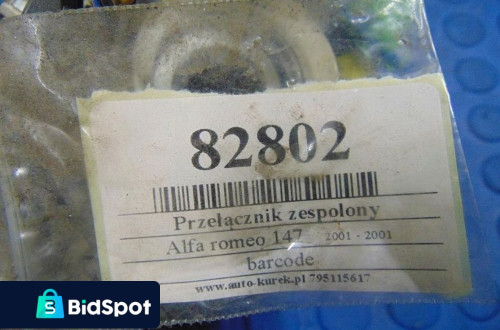 82802
Przełącznik zespolony
Alfa romeo 147 2001 - 2001
barcode
www.auto-kurek.pl 795115617
S BidSpot